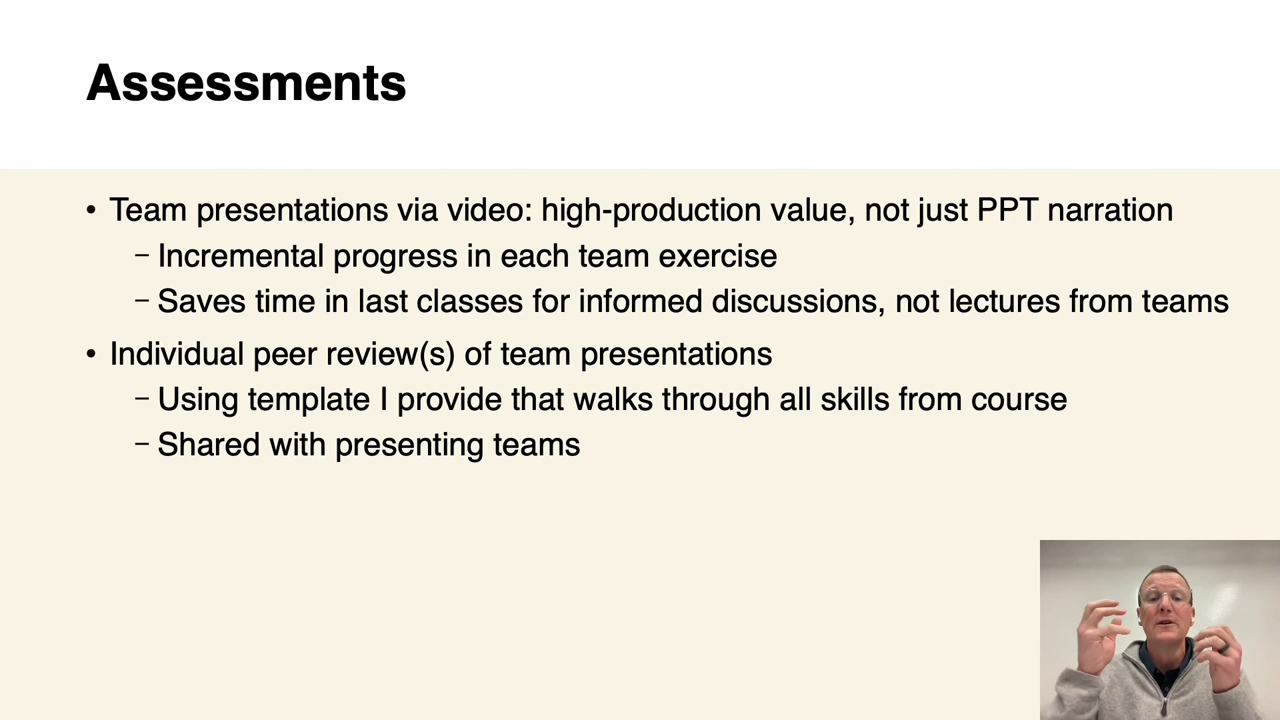 Assessments
• Team presentations via video: high-production value, not just PPT narration
– Incremental progress in each team exercise
– Saves time in last classes for informed discussions, not lectures from teams
• Individual peer review(s) of team presentations
– Using template I provide that walks through all skills from course
– Shared with presenting teams